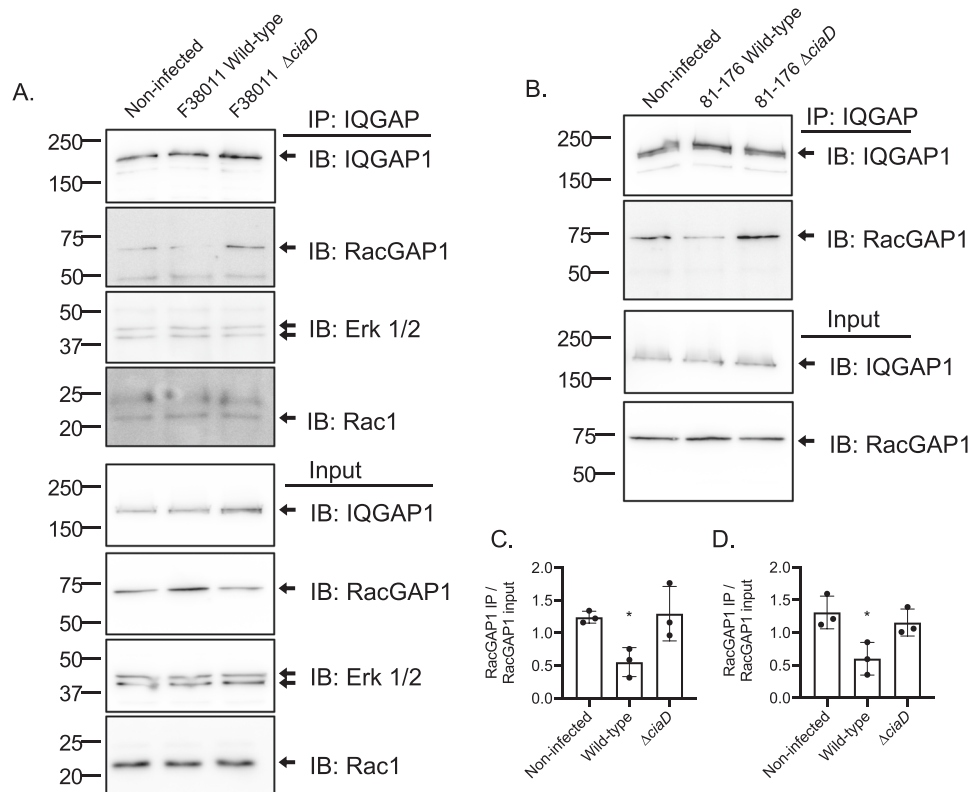 A.
Non-infected
F38011 Wild-type
F38011 ΔciaD
IP: IQGAP
250
150
IB: IQGAP1
75
50
IB: RacGAP1
50
37
IB: Erk 1/2
25
20
IB: Rac1
Input
250
150
IB: IQGAP1
75
50
IB: RacGAP1
50
37
IB: Erk 1/2
25
20
IB: Rac1
B.
Non-infected
81-176 Wild-type
81-176 ΔciaD
IP: IQGAP
250
150
IB: IQGAP1
75
50
IB: RacGAP1
Input
250
150
IB: IQGAP1
75
50
IB: RacGAP1
C.
RacGAP1 IP /
RacGAP1 input
2.0
1.5
1.0
0.5
0.0
*
Non-infected
Wild-type
ΔciaD
D.
RacGAP1 IP /
RacGAP1 input
2.0
1.5
1.0
0.5
0.0
*
Non-infected
Wild-type
ΔciaD